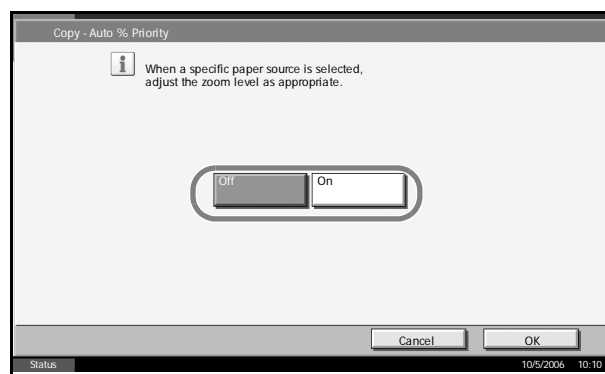 Copy - Auto % Priority
When a specific paper source is selected,
adjust the zoom level as appropriate.
Off
On
Cancel
OK
Status
10/5/2006 10:10